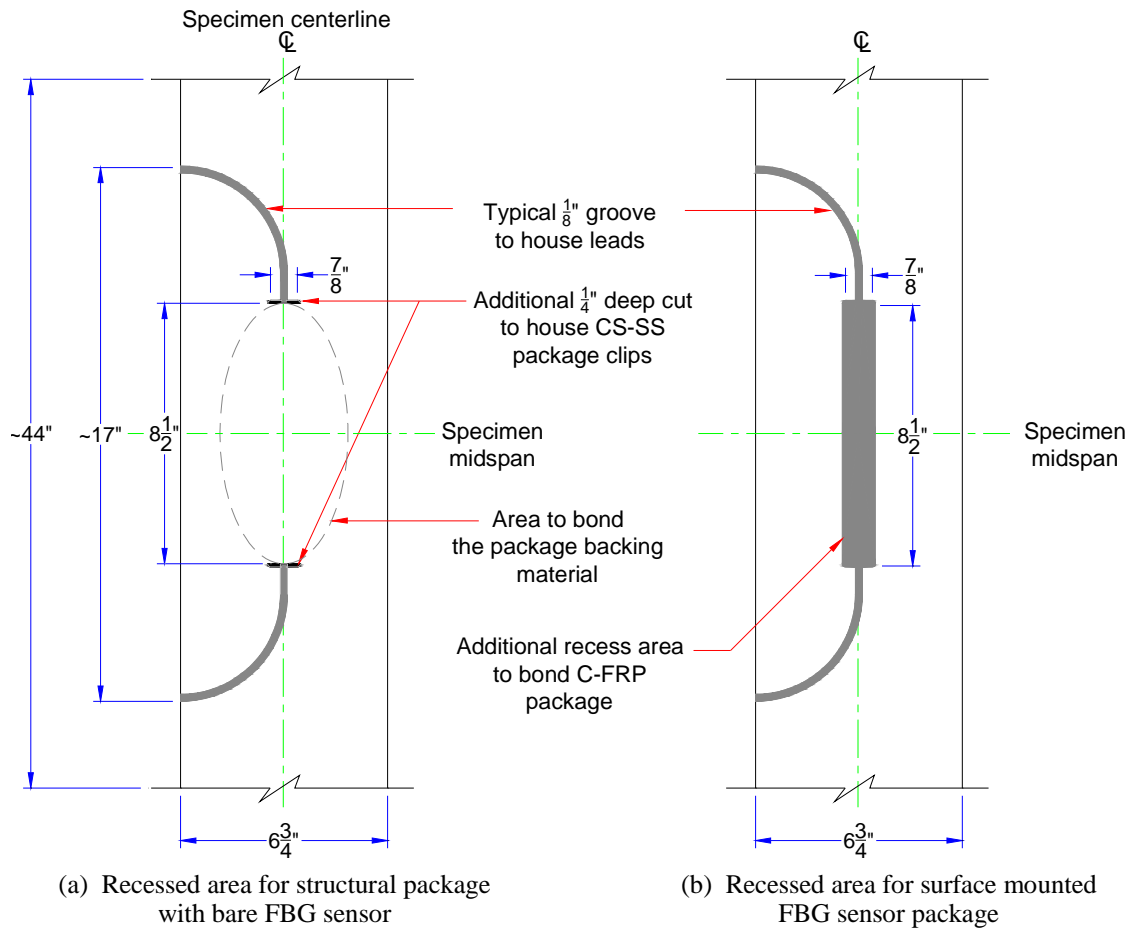 Specimen centerline
℄
℄
Typical 1/8" groove
to house leads
7/8"
7/8"
Additional 1/4" deep cut
to house CS-SS
package clips
~44"
~17"
8 1/2"
8 1/2"
Specimen
midspan
Specimen
midspan
Area to bond
the package backing
material
Additional recess area
to bond C-FRP
package
6 3/4"
6 3/4"
(a) Recessed area for structural package
with bare FBG sensor
(b) Recessed area for surface mounted
FBG sensor package